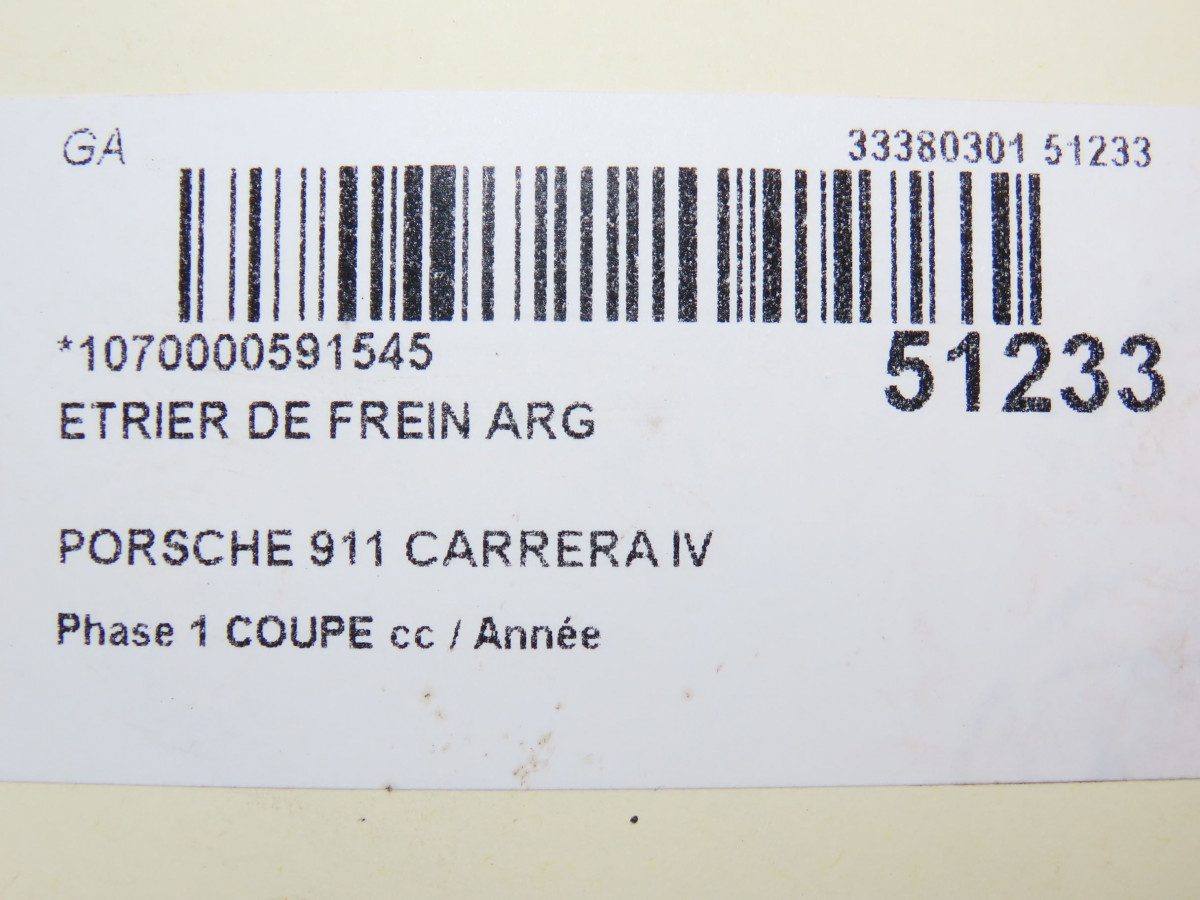 GA 33380301 51233
*1070000591545 51233
ETRIER DE FREIN ARG
PORSCHE 911 CARRERA IV
Phase 1 COUPE cc / Année